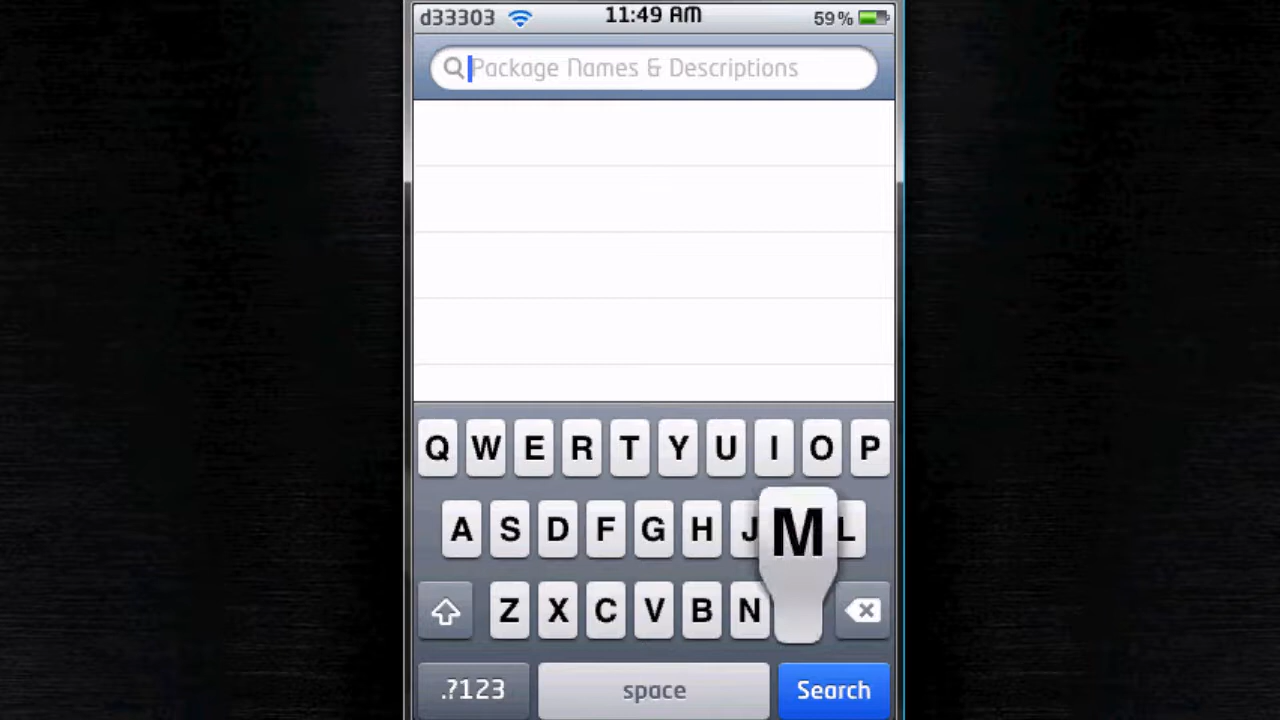 d33303 11:49 AM 59%
Package Names & Descriptions
Q W E R T Y U I O P
A S D F G H J M L
Z X C V B N
.?123 space Search